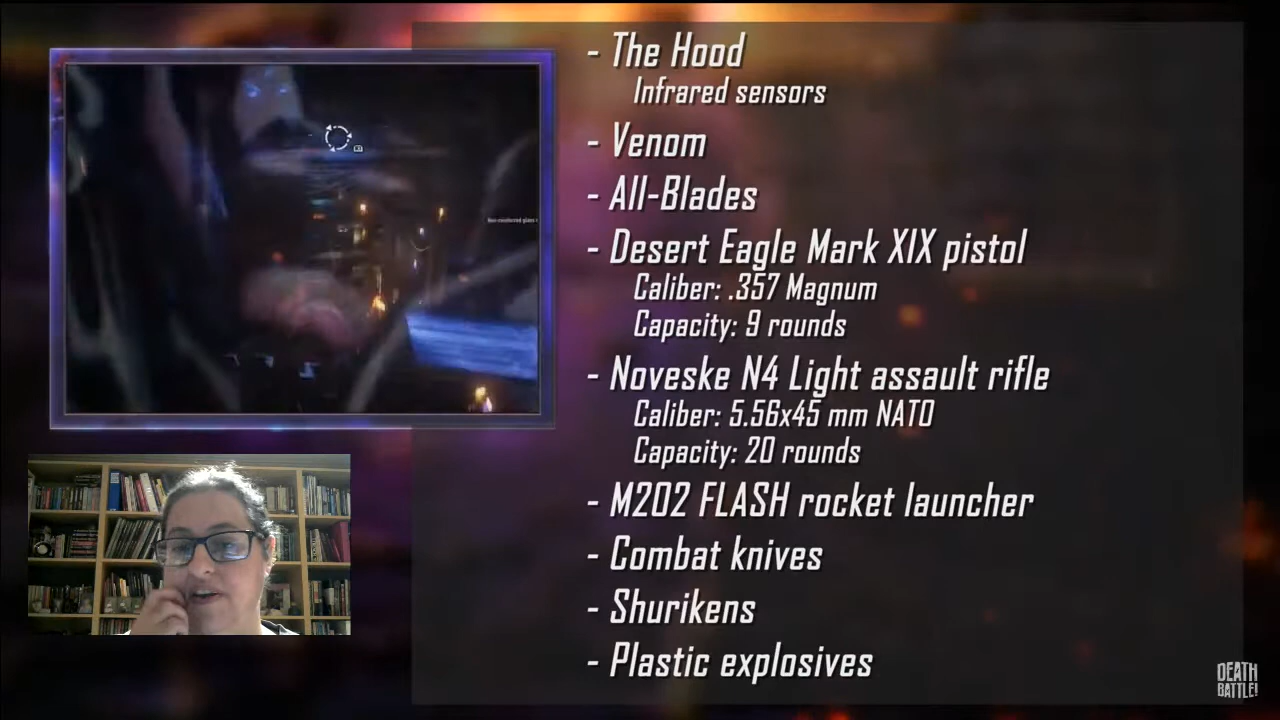 - The Hood
Infrared sensors
- Venom
- All-Blades
- Desert Eagle Mark XIX pistol
Caliber: .357 Magnum
Capacity: 9 rounds
- Noveske N4 Light assault rifle
Caliber: 5.56x45 mm NATO
Capacity: 20 rounds
- M202 FLASH rocket launcher
- Combat knives
- Shurikens
- Plastic explosives
DEATH
BATTLE!